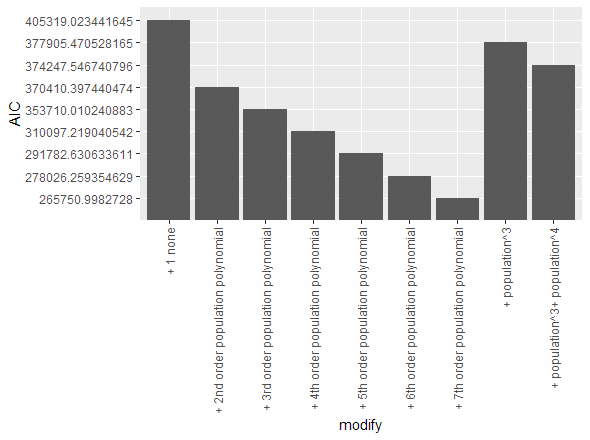 405319.023441645
377905.470528165
374247.546740796
370410.397440474
353710.010240883
310097.219040542
291782.630633611
278026.259354629
265750.9982728
AIC
+ 1 none
+ 2nd order population polynomial
+ 3rd order population polynomial
+ 4th order population polynomial
+ 5th order population polynomial
+ 6th order population polynomial
+ 7th order population polynomial
+ population^3
+ population^3+ population^4
modify